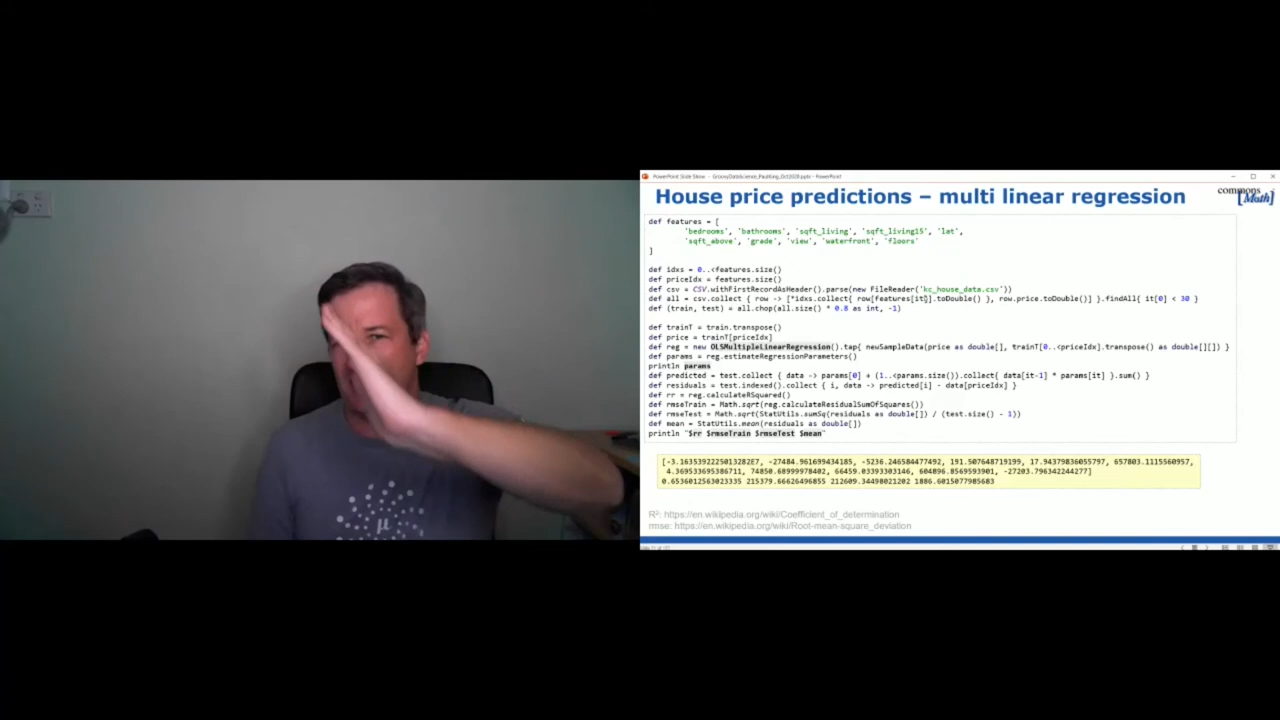 PowerPoint Slide Show - GroovyDataScience_PaulKing_Oct2020.pptx - PowerPoint
House price predictions – multi linear regression
commons
Math
def features = [
'bedrooms', 'bathrooms', 'sqft_living', 'sqft_living15', 'lat',
'sqft_above', 'grade', 'view', 'waterfront', 'floors'
]
def idxs = 0..<features.size()
def priceIdx = features.size()
def csv = CSV.withFirstRecordAsHeader().parse(new FileReader('kc_house_data.csv'))
def all = csv.collect { row -> [*idxs.collect{ row[features[it]].toDouble() }, row.price.toDouble()] }.findAll{ it[0] < 30 }
def (train, test) = all.chop(all.size() * 0.8 as int, -1)
def trainT = train.transpose()
def price = trainT[priceIdx]
def reg = new OLSMultipleLinearRegression().tap{ newSampleData(price as double[], trainT[0..<priceIdx].transpose() as double[][]) }
def params = reg.estimateRegressionParameters()
println params
def predicted = test.collect { data -> params[0] + (1..<params.size()).collect{ data[it-1] * params[it] }.sum() }
def residuals = test.indexed().collect { i, data -> predicted[i] - data[priceIdx] }
def rr = reg.calculateRSquared()
def rmseTrain = Math.sqrt(reg.calculateResidualSumOfSquares())
def rmseTest = Math.sqrt(StatUtils.sumSq(residuals as double[]) / (test.size() - 1))
def mean = StatUtils.mean(residuals as double[])
println "$rr $rmseTrain $rmseTest $mean"
[-3.1635392225013282E7, -27484.961699434185, -5236.246584477492, 191.507648719199, 17.94379836055797, 657803.1115560957,
4.369533595386711, 74850.68999978402, 66459.03393303146, 604896.8569593901, -27203.796342244277]
0.6536012563023335 215379.66626496855 212609.34498021202 1886.6015077985683
R²: https://en.wikipedia.org/wiki/Coefficient_of_determination
rmse: https://en.wikipedia.org/wiki/Root-mean-square_deviation
µ